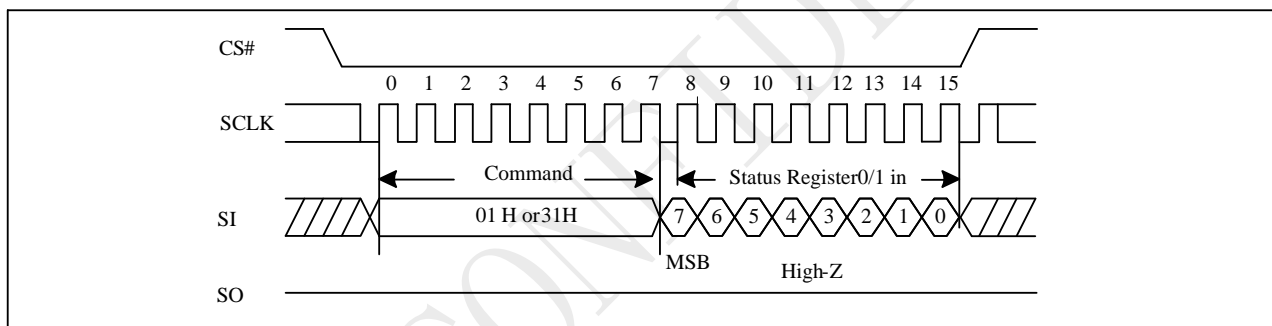 CS#
0 1 2 3 4 5 6 7 8 9 10 11 12 13 14 15
SCLK
Command Status Register0/1 in
SI 01 H or31H 7 6 5 4 3 2 1 0
MSB High-Z
SO